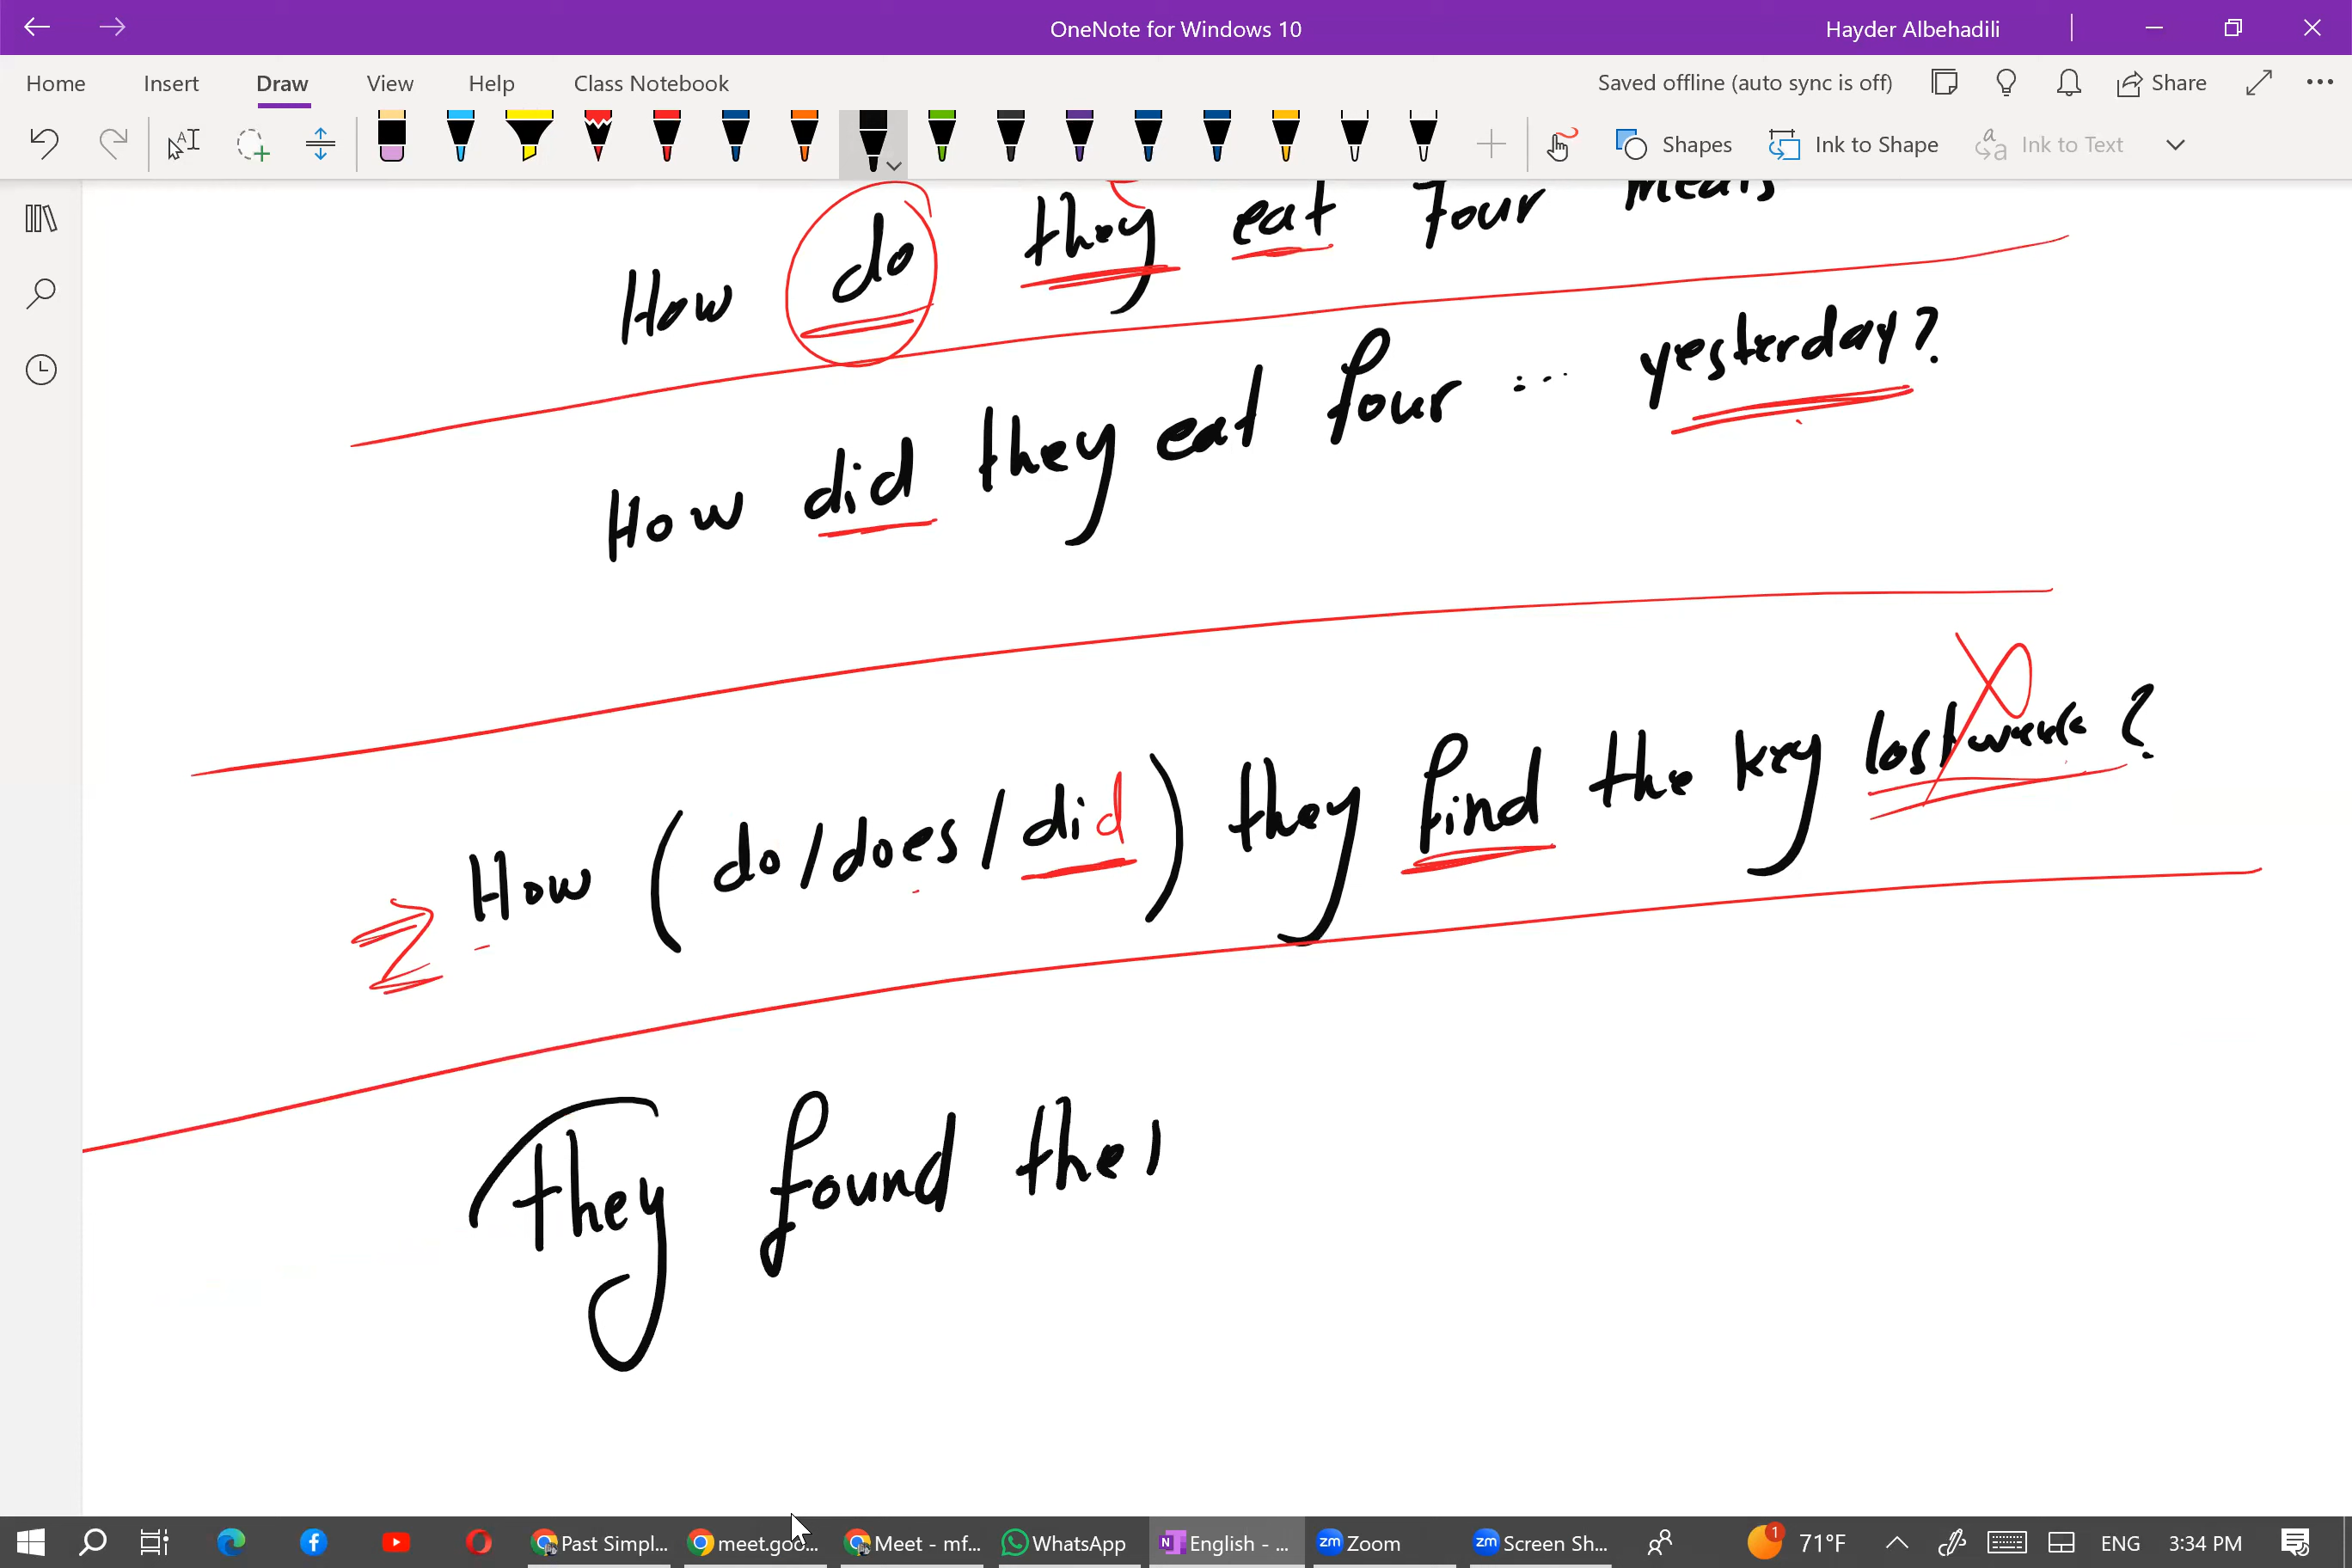 OneNote for Windows 10
Hayder Albehadili
Home Insert Draw View Help Class Notebook
Saved offline (auto sync is off) Share
Shapes Ink to Shape Ink to Text
How do they eat four meals
How did they eat four ... yesterday?
2 How (do/does/did) they find the key last week?
They found the
Past Simpl... meet.goo... Meet - mf... WhatsApp English - ... Zoom Screen Sh... 1 71°F ENG 3:34 PM